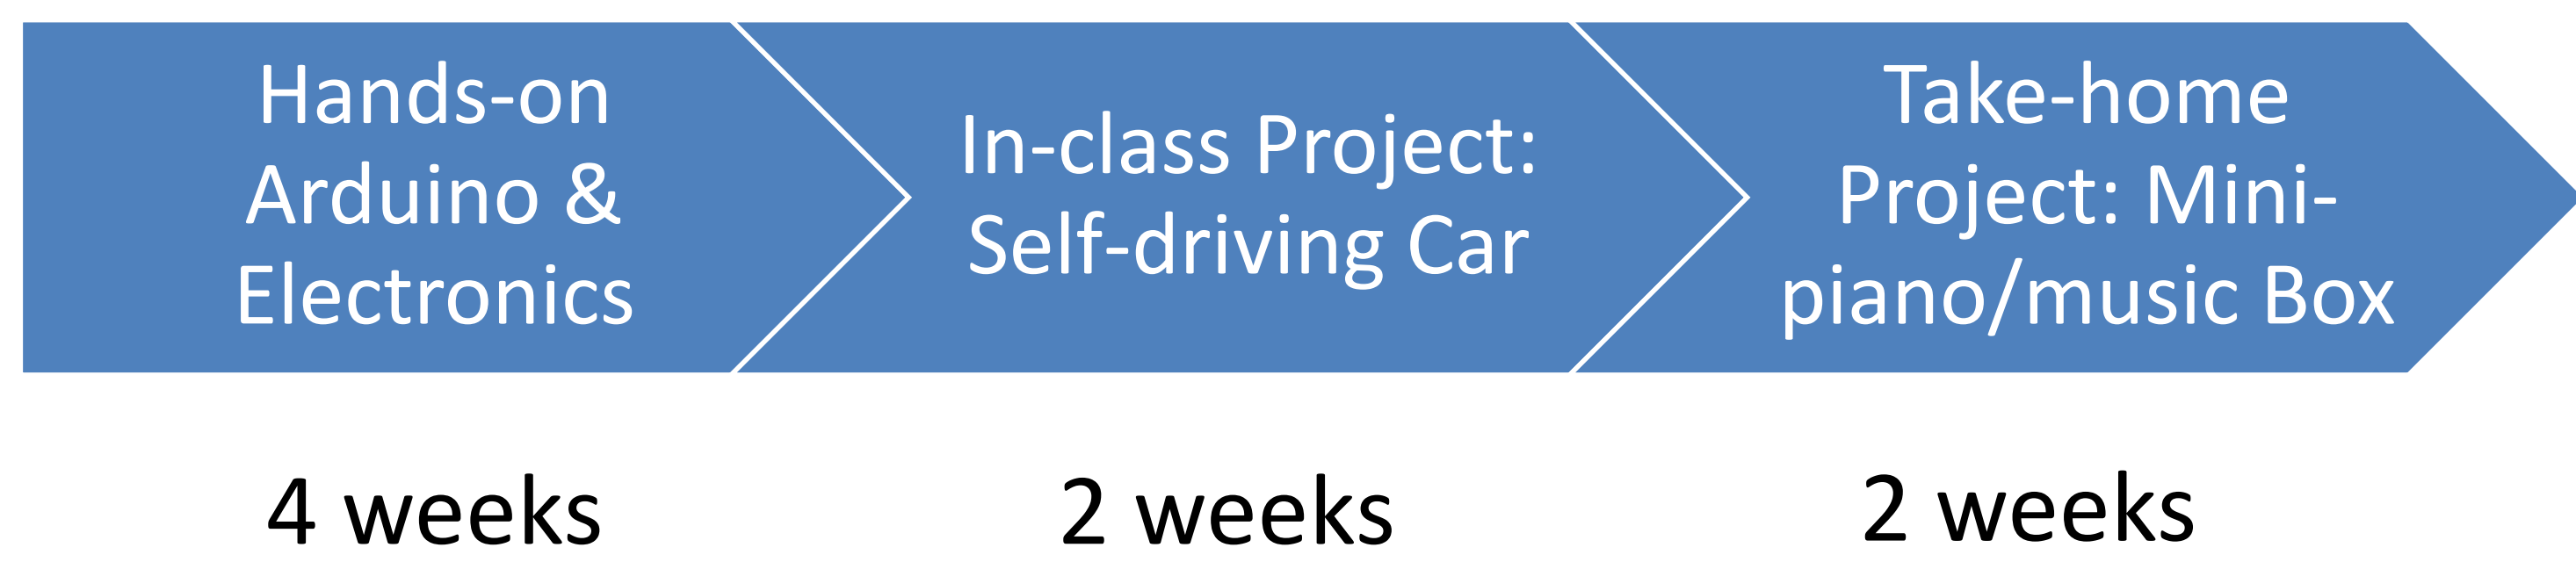 Hands-on
Arduino &
Electronics
In-class Project:
Self-driving Car
Take-home
Project: Mini-
piano/music Box
4 weeks
2 weeks
2 weeks